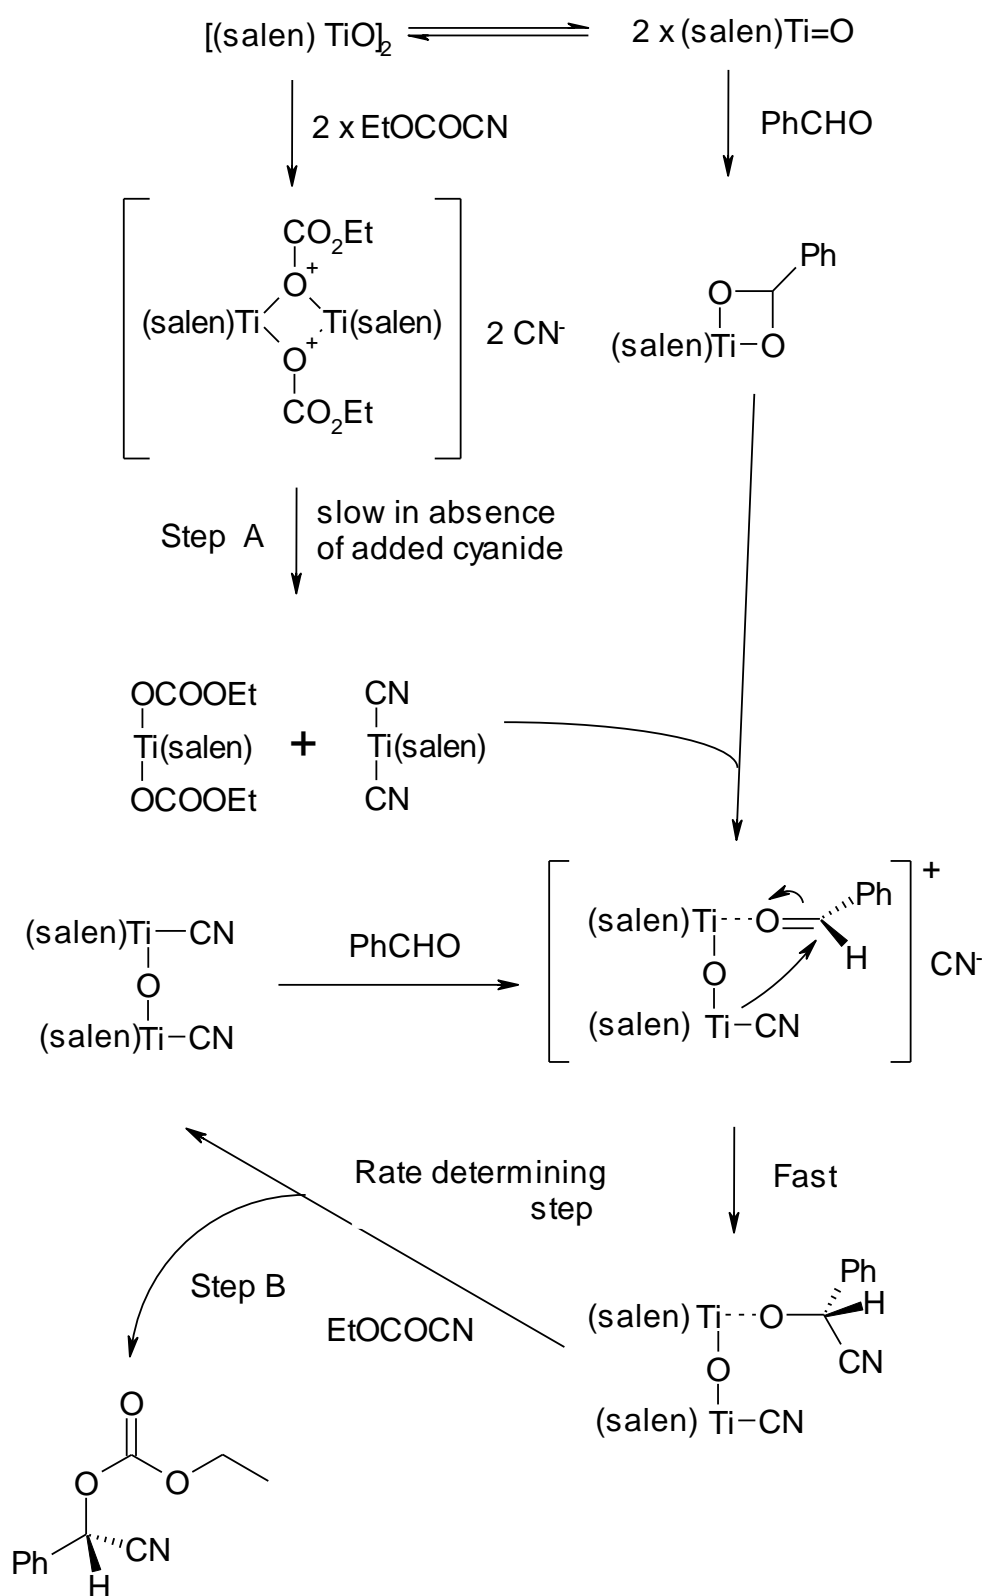 [(salen) TiO]2 2 x (salen)Ti=O
2 x EtOCOCN
PhCHO
CO2Et
O+
(salen)Ti Ti(salen)
O+
CO2Et
2 CN-
Ph
O
(salen)Ti O
Step A
slow in absence
of added cyanide
OCOOEt
Ti(salen)
OCOOEt
+
CN
Ti(salen)
CN
(salen)Ti CN
O
(salen)Ti CN
PhCHO
+
Ph
(salen)Ti O
H
O
(salen) Ti CN
CN-
Rate determining
step
Fast
Step B
EtOCOCN
Ph
(salen) Ti O H
O CN
(salen) Ti CN
O
O O
Ph CN
H